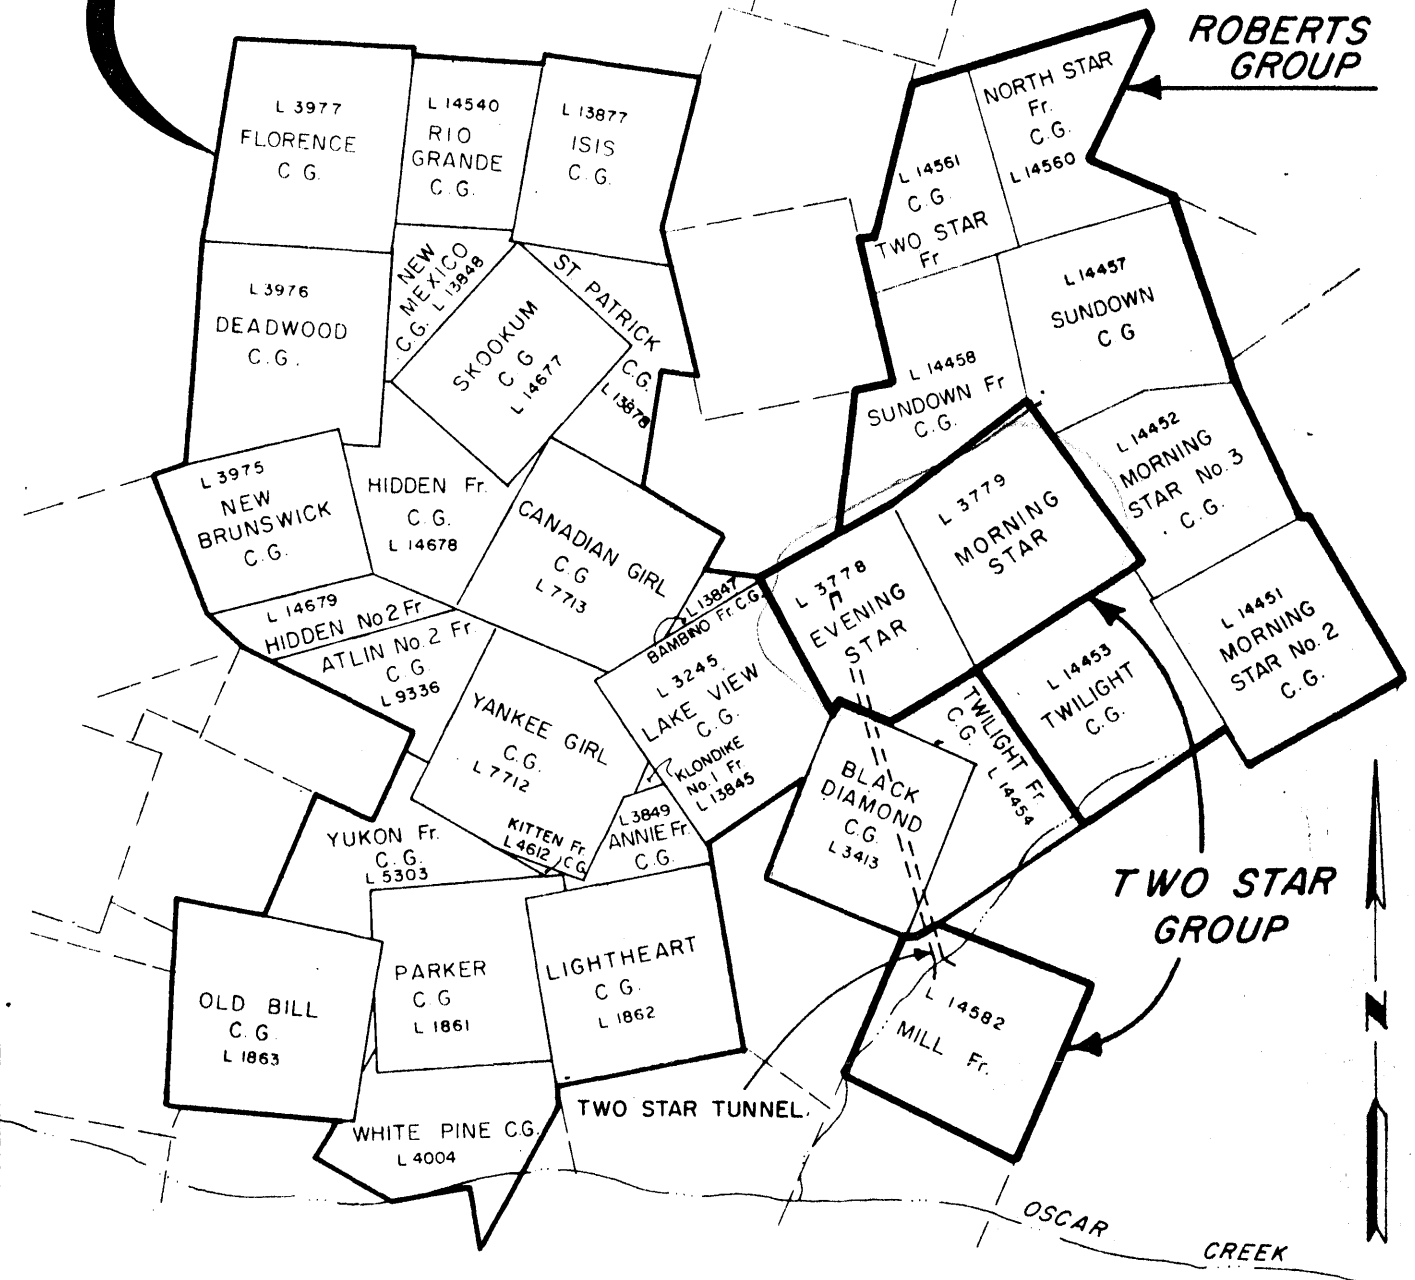 ROBERTS
GROUP
L 3977
FLORENCE
C G.
L 14540
RIO
GRANDE
C G.
L 13877
ISIS
C G.
NORTH STAR
Fr.
C.G.
L 14560
L 14561
C.G.
TWO STAR
Fr
L 3976
DEADWOOD
C.G.
NEW
MEXICO
C.G. L 13848
SKOOKUM
C G
L 14677
ST PATRICK
C.G.
L 13878
L 14457
SUNDOWN
C G
L 14458
SUNDOWN Fr
C.G.
L 14452
MORNING
STAR No. 3
C.G.
L 3975
NEW
BRUNSWICK
C.G.
HIDDEN Fr.
C.G.
L 14678
CANADIAN GIRL
C.G
L 7713
L 3779
MORNING
STAR
L 3778
EVENING
STAR
L 14451
MORNING
STAR No. 2
C.G.
L 14679
HIDDEN No 2 Fr
ATLIN No. 2 Fr.
C.G.
L 9336
L 13847
BAMBINO Fr. C.G.
L 3245
LAKE VIEW
C.G.
KLONDIKE
No. 1 Fr.
L 13845
L 14453
TWILIGHT
C.G.
TWILIGHT Fr
C.G.
L 14454
YANKEE GIRL
C.G.
L 7712
BLACK
DIAMOND
C.G.
L 3413
KITTEN Fr.
L 4612 C G
L 3849
ANNIE Fr.
C.G.
YUKON Fr.
C.G.
L 5303
TWO STAR
GROUP
OLD BILL
C.G.
L 1863
PARKER
C G
L 1861
LIGHTHEART
C G.
L 1862
L 14582
MILL Fr.
N
TWO STAR TUNNEL.
WHITE PINE C.G.
L 4004
OSCAR
CREEK